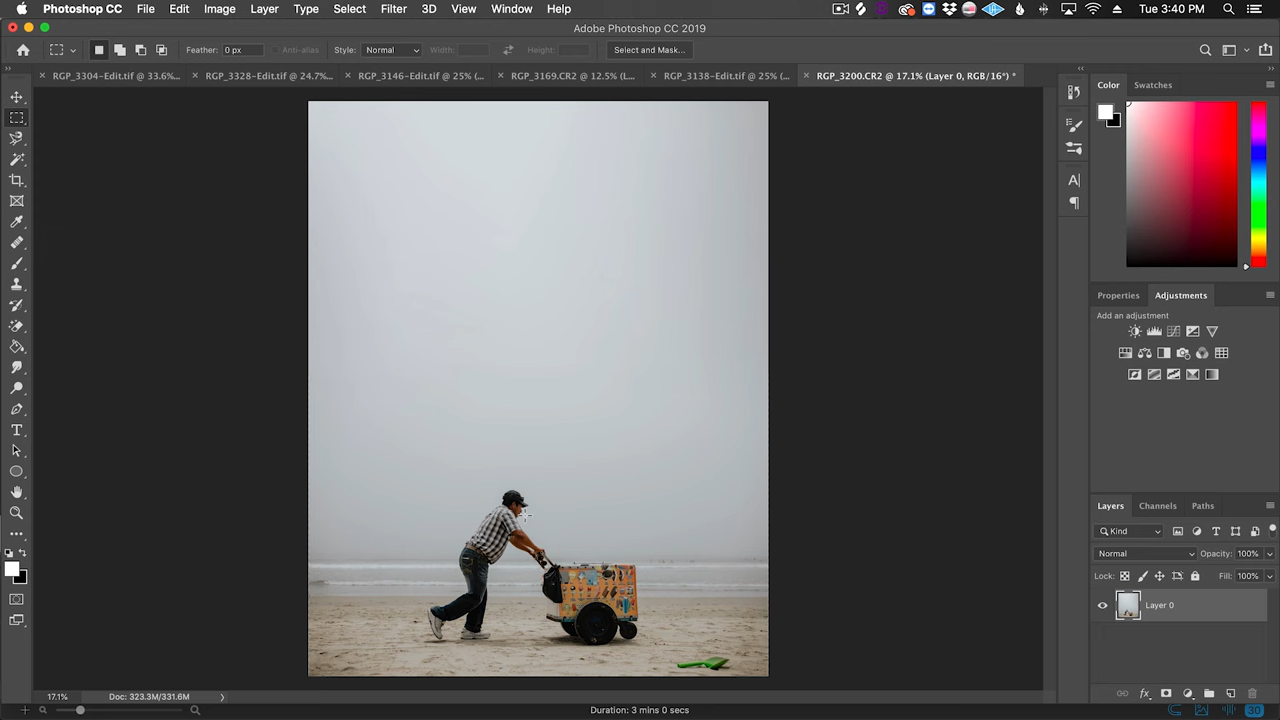 Photoshop CC File Edit Image Layer Type Select Filter 3D View Window Help Tue 3:40 PM
Adobe Photoshop CC 2019
Feather: 0 px Anti-alias Style: Normal Width: Height: Select and Mask...
RGP_3304-Edit.tif @ 33.6%... RGP_3328-Edit.tif @ 24.7%... RGP_3146-Edit.tif @ 25% (... RGP_3169.CR2 @ 12.5% (L... RGP_3138-Edit.tif @ 25% (... RGP_3200.CR2 @ 17.1% (Layer 0, RGB/16*) *
Color Swatches
Properties Adjustments
Add an adjustment
Layers Channels Paths
Kind
Normal Opacity: 100%
Lock: Fill: 100%
Layer 0
17.1% Doc: 323.3M/331.6M
Duration: 3 mins 0 secs
3D